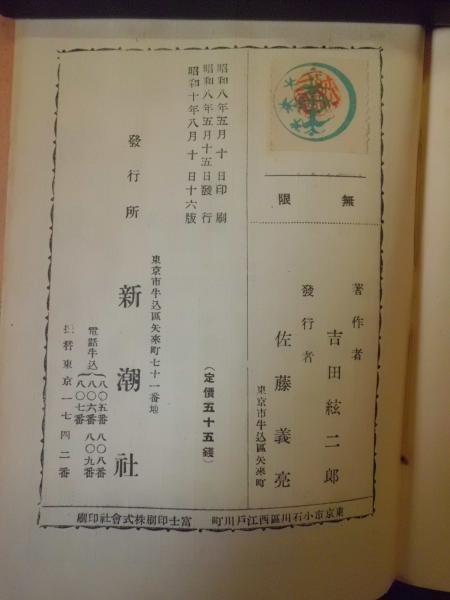 無限
著作者 吉田絃二郎
發行者 佐藤義亮
東京市牛込區矢來町
(定價五十五錢)
昭和八年五月十日印刷
昭和八年五月十五日發行
昭和十年八月十日十六版
發行所 新潮社
東京市牛込區矢來町七十一番地
電話牛込
八〇五番 八〇八番
八〇六番 八〇九番
八〇七番
振替東京一七四二番
東京市小石川區西江戶川町 富士印刷株式會社印刷